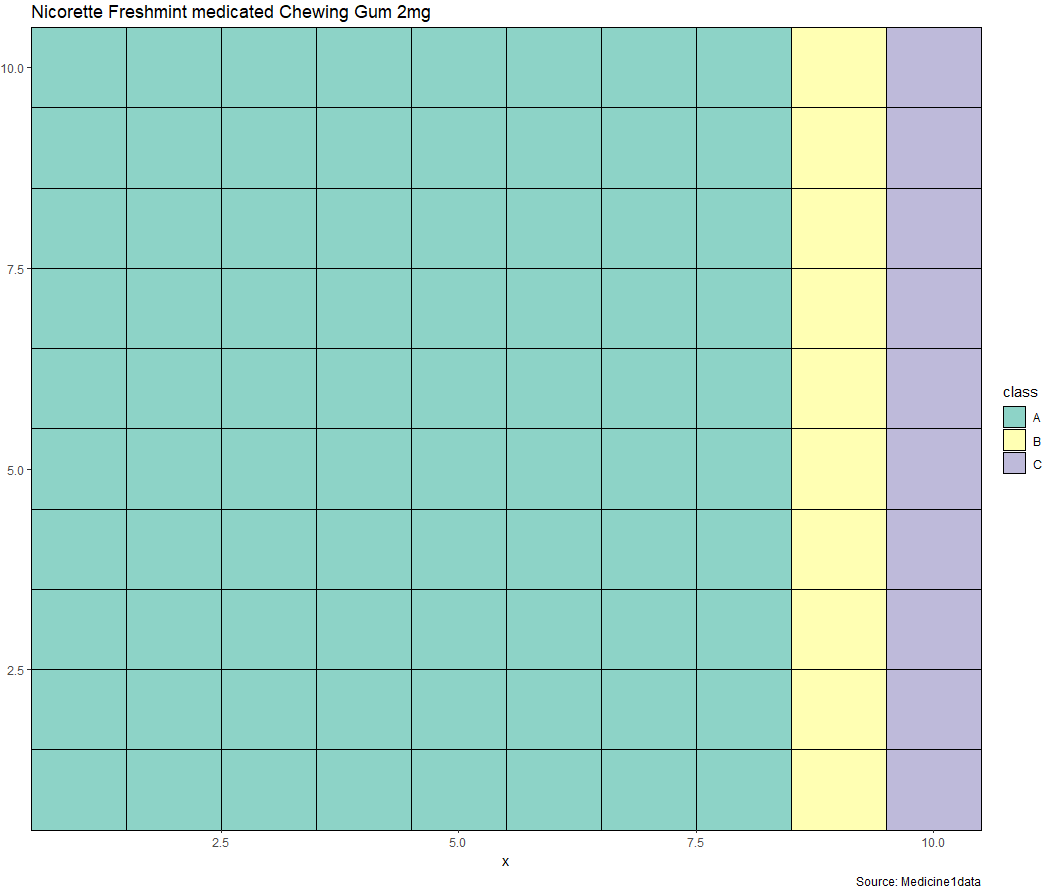 Nicorette Freshmint medicated Chewing Gum 2mg
10.0
7.5
5.0
2.5
2.5 5.0 7.5 10.0
x
class
A
B
C
Source: Medicine1data